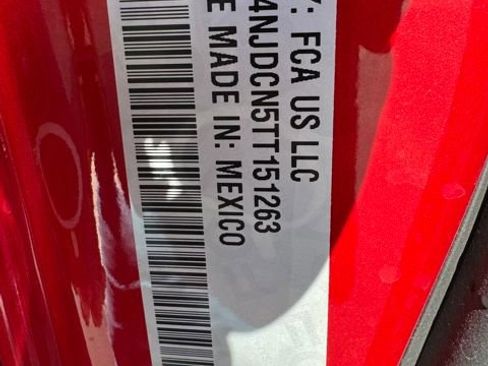 : FCA US LLC
4NJDCN5TT151263
E MADE IN: MEXICO